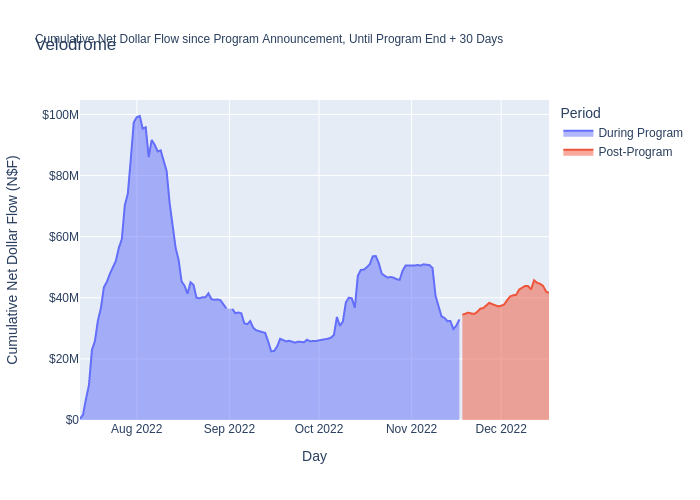 Cumulative Net Dollar Flow since Program Announcement, Until Program End + 30 Days
Velodrome
Period
During Program
Post-Program
Cumulative Net Dollar Flow (N$F)
$100M
$80M
$60M
$40M
$20M
$0
Aug 2022
Sep 2022
Oct 2022
Nov 2022
Dec 2022
Day